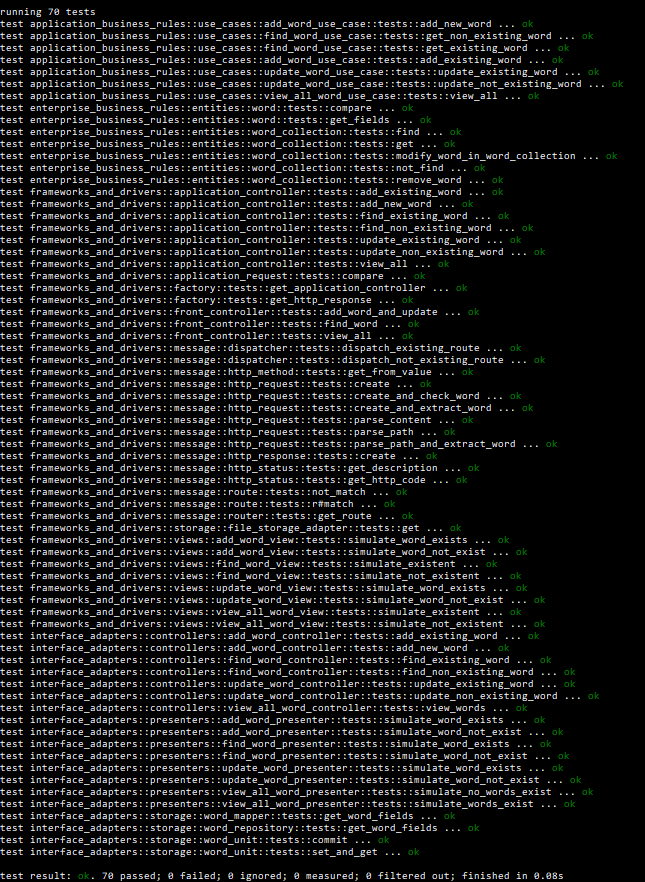 running 70 tests
test application_business_rules::use_cases::add_word_use_case::tests::add_new_word ... ok
test application_business_rules::use_cases::find_word_use_case::tests::get_non_existing_word ... ok
test application_business_rules::use_cases::find_word_use_case::tests::get_existing_word ... ok
test application_business_rules::use_cases::add_word_use_case::tests::add_existing_word ... ok
test application_business_rules::use_cases::update_word_use_case::tests::update_existing_word ... ok
test application_business_rules::use_cases::update_word_use_case::tests::update_not_existing_word ... ok
test application_business_rules::use_cases::view_all_word_use_case::tests::view_all ... ok
test enterprise_business_rules::entities::word::tests::compare ... ok
test enterprise_business_rules::entities::word::tests::get_fields ... ok
test enterprise_business_rules::entities::word_collection::tests::find ... ok
test enterprise_business_rules::entities::word_collection::tests::get ... ok
test enterprise_business_rules::entities::word_collection::tests::modify_word_in_word_collection ... ok
test enterprise_business_rules::entities::word_collection::tests::not_find ... ok
test enterprise_business_rules::entities::word_collection::tests::remove_word ... ok
test frameworks_and_drivers::application_controller::tests::add_existing_word ... ok
test frameworks_and_drivers::application_controller::tests::add_new_word ... ok
test frameworks_and_drivers::application_controller::tests::find_existing_word ... ok
test frameworks_and_drivers::application_controller::tests::find_non_existing_word ... ok
test frameworks_and_drivers::application_controller::tests::update_existing_word ... ok
test frameworks_and_drivers::application_controller::tests::update_non_existing_word ... ok
test frameworks_and_drivers::application_controller::tests::view_all ... ok
test frameworks_and_drivers::application_request::tests::compare ... ok
test frameworks_and_drivers::factory::tests::get_application_controller ... ok
test frameworks_and_drivers::factory::tests::get_http_response ... ok
test frameworks_and_drivers::front_controller::tests::add_word_and_update ... ok
test frameworks_and_drivers::front_controller::tests::find_word ... ok
test frameworks_and_drivers::front_controller::tests::view_all ... ok
test frameworks_and_drivers::message::dispatcher::tests::dispatch_existing_route ... ok
test frameworks_and_drivers::message::dispatcher::tests::dispatch_not_existing_route ... ok
test frameworks_and_drivers::message::http_method::tests::get_from_value ... ok
test frameworks_and_drivers::message::http_request::tests::create ... ok
test frameworks_and_drivers::message::http_request::tests::create_and_check_word ... ok
test frameworks_and_drivers::message::http_request::tests::create_and_extract_word ... ok
test frameworks_and_drivers::message::http_request::tests::parse_content ... ok
test frameworks_and_drivers::message::http_request::tests::parse_path ... ok
test frameworks_and_drivers::message::http_request::tests::parse_path_and_extract_word ... ok
test frameworks_and_drivers::message::http_response::tests::create ... ok
test frameworks_and_drivers::message::http_status::tests::get_description ... ok
test frameworks_and_drivers::message::http_status::tests::get_http_code ... ok
test frameworks_and_drivers::message::route::tests::not_match ... ok
test frameworks_and_drivers::message::route::tests::r#match ... ok
test frameworks_and_drivers::message::router::tests::get_route ... ok
test frameworks_and_drivers::storage::file_storage_adapter::tests::get ... ok
test frameworks_and_drivers::views::add_word_view::tests::simulate_word_exists ... ok
test frameworks_and_drivers::views::add_word_view::tests::simulate_word_not_exist ... ok
test frameworks_and_drivers::views::find_word_view::tests::simulate_existent ... ok
test frameworks_and_drivers::views::find_word_view::tests::simulate_not_existent ... ok
test frameworks_and_drivers::views::update_word_view::tests::simulate_word_exists ... ok
test frameworks_and_drivers::views::update_word_view::tests::simulate_word_not_exist ... ok
test frameworks_and_drivers::views::view_all_word_view::tests::simulate_existent ... ok
test frameworks_and_drivers::views::view_all_word_view::tests::simulate_not_existent ... ok
test interface_adapters::controllers::add_word_controller::tests::add_existing_word ... ok
test interface_adapters::controllers::add_word_controller::tests::add_new_word ... ok
test interface_adapters::controllers::find_word_controller::tests::find_existing_word ... ok
test interface_adapters::controllers::find_word_controller::tests::find_non_existing_word ... ok
test interface_adapters::controllers::update_word_controller::tests::update_existing_word ... ok
test interface_adapters::controllers::update_word_controller::tests::update_non_existing_word ... ok
test interface_adapters::controllers::view_all_word_controller::tests::view_words ... ok
test interface_adapters::presenters::add_word_presenter::tests::simulate_word_exists ... ok
test interface_adapters::presenters::add_word_presenter::tests::simulate_word_not_exist ... ok
test interface_adapters::presenters::find_word_presenter::tests::simulate_word_exists ... ok
test interface_adapters::presenters::find_word_presenter::tests::simulate_word_not_exist ... ok
test interface_adapters::presenters::update_word_presenter::tests::simulate_word_exists ... ok
test interface_adapters::presenters::update_word_presenter::tests::simulate_word_not_exist ... ok
test interface_adapters::presenters::view_all_word_presenter::tests::simulate_no_words_exist ... ok
test interface_adapters::presenters::view_all_word_presenter::tests::simulate_words_exist ... ok
test interface_adapters::storage::word_mapper::tests::get_word_fields ... ok
test interface_adapters::storage::word_repository::tests::get_word_fields ... ok
test interface_adapters::storage::word_unit::tests::commit ... ok
test interface_adapters::storage::word_unit::tests::set_and_get ... ok
test result: ok. 70 passed; 0 failed; 0 ignored; 0 measured; 0 filtered out; finished in 0.08s